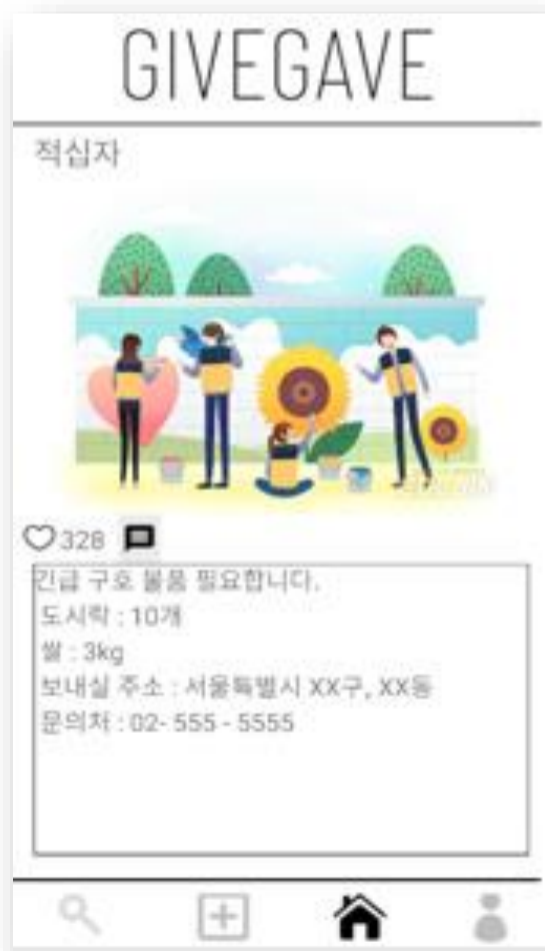 GIVEGAVE
적십자
328
긴급 구호 물품 필요합니다.
도시락 : 10개
쌀 : 3kg
보내실 주소 : 서울특별시 XX구, XX동
문의처 : 02- 555 - 5555